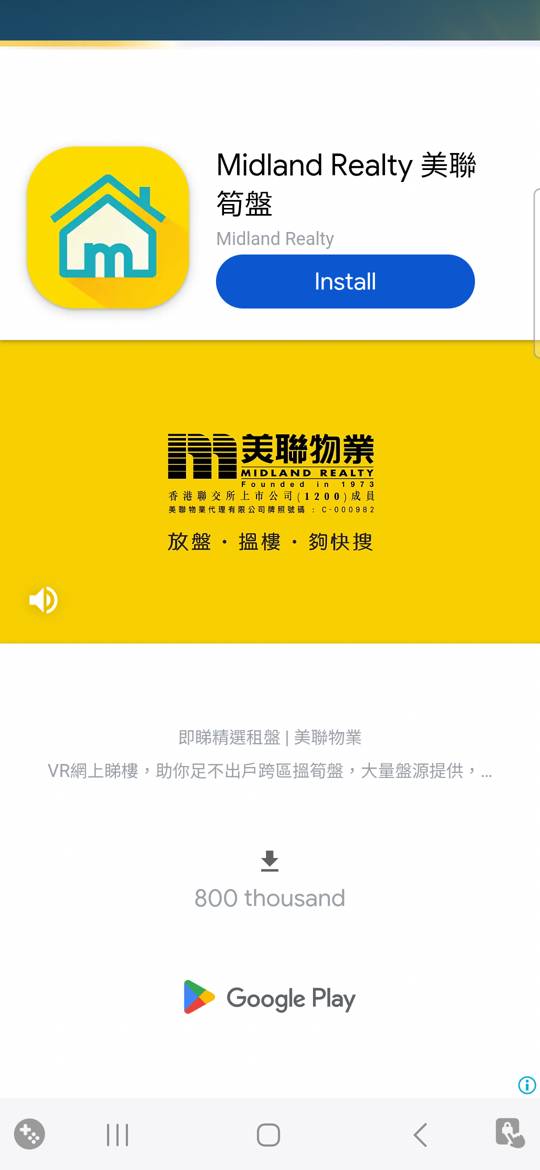 Midland Realty 美聯
筍盤
Midland Realty
Install
m
美聯物業
MIDLAND REALTY
Founded in 1973
香港聯交所上市公司(1200)成員
美聯物業代理有限公司牌照號碼：C-000982
放盤・搵樓・夠快搜
即睇精選租盤 | 美聯物業
VR網上睇樓，助你足不出戶跨區搵筍盤，大量盤源提供，...
800 thousand
Google Play